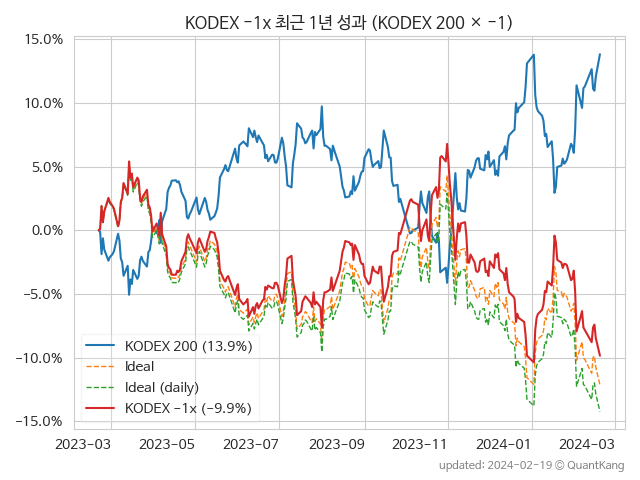 KODEX -1x 최근 1년 성과 (KODEX 200 × -1)
15.0%
10.0%
5.0%
0.0%
-5.0%
-10.0%
-15.0%
KODEX 200 (13.9%)
Ideal
Ideal (daily)
KODEX -1x (-9.9%)
2023-03 2023-05 2023-07 2023-09 2023-11 2024-01 2024-03
updated: 2024-02-19 © QuantKang